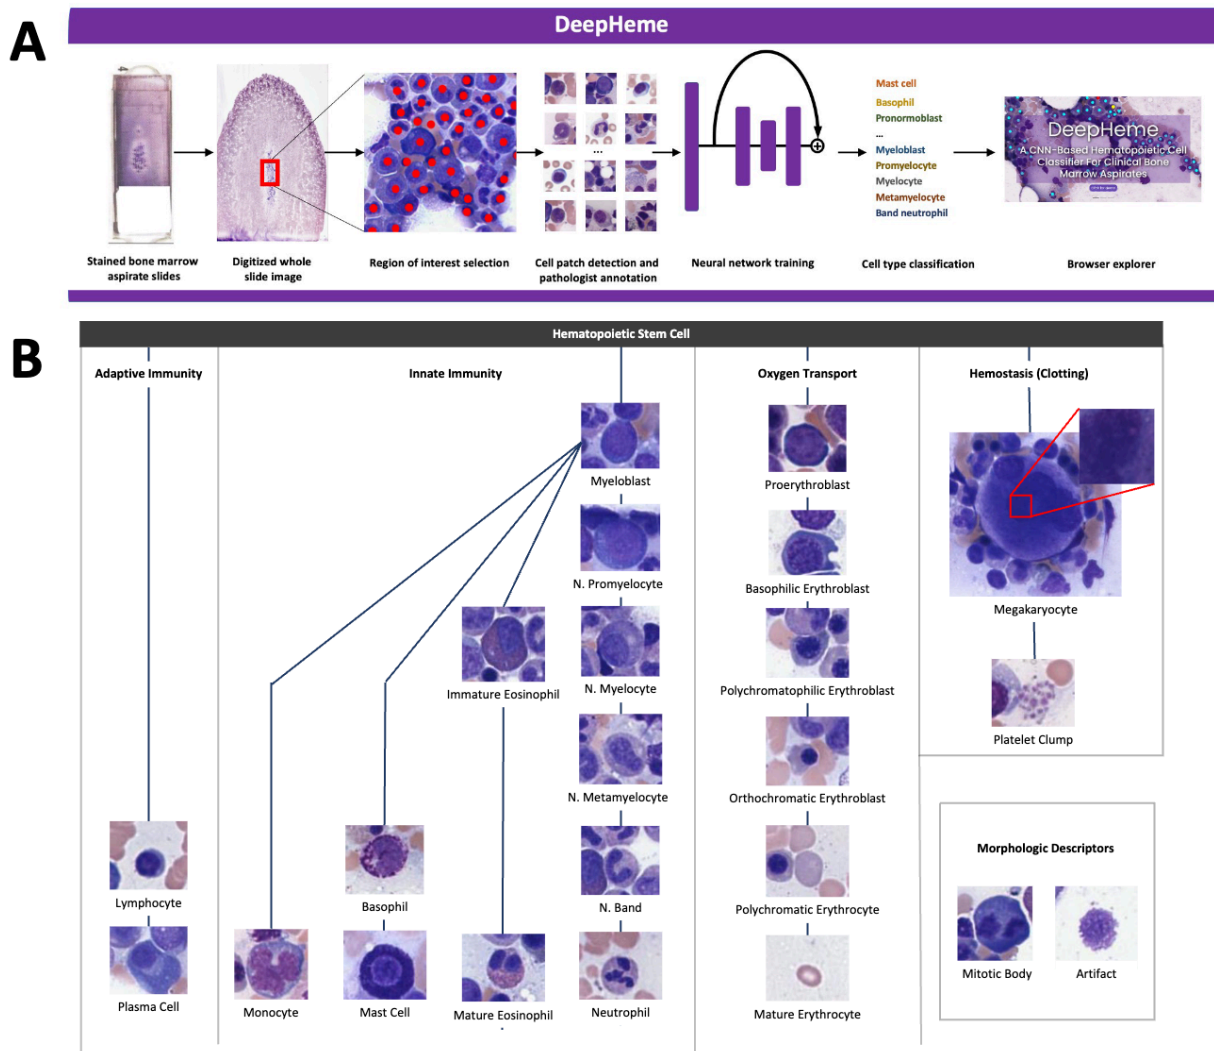 A
DeepHeme
Stained bone marrow
aspirate slides
Digitized whole
slide image
Region of interest selection
...
Cell patch detection and
pathologist annotation
Neural network training
Mast cell
Basophil
Pronormoblast
...
Myeloblast
Promyelocyte
Myelocyte
Metamyelocyte
Band neutrophil
Cell type classification
DeepHeme
A CNN-Based Hematopoietic Cell
Classifier For Clinical Bone
Marrow Aspirates
Browser explorer
B
Hematopoietic Stem Cell
Adaptive Immunity
Lymphocyte
Plasma Cell
Innate Immunity
Myeloblast
N. Promyelocyte
Immature Eosinophil
N. Myelocyte
N. Metamyelocyte
Basophil
N. Band
Monocyte
Mast Cell
Mature Eosinophil
Neutrophil
Oxygen Transport
Proerythroblast
Basophilic Erythroblast
Polychromatophilic Erythroblast
Orthochromatic Erythroblast
Polychromatic Erythrocyte
Mature Erythrocyte
Hemostasis (Clotting)
Megakaryocyte
Platelet Clump
Morphologic Descriptors
Mitotic Body
Artifact